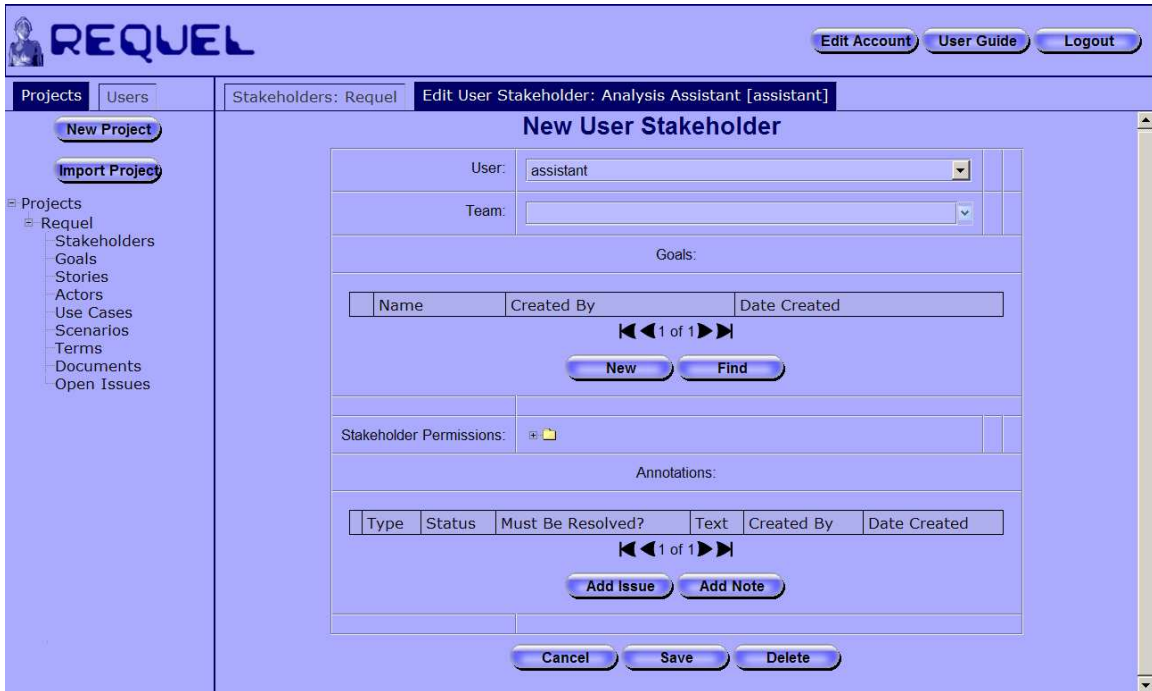 REQUEL
Edit Account User Guide Logout
Projects Users
Stakeholders: Requel Edit User Stakeholder: Analysis Assistant [assistant]
New Project
Import Project
Projects
Requel
Stakeholders
Goals
Stories
Actors
Use Cases
Scenarios
Terms
Documents
Open Issues
New User Stakeholder
User: assistant
Team:
Goals:
Name Created By Date Created
1 of 1
New Find
Stakeholder Permissions:
Annotations:
Type Status Must Be Resolved? Text Created By Date Created
1 of 1
Add Issue Add Note
Cancel Save Delete